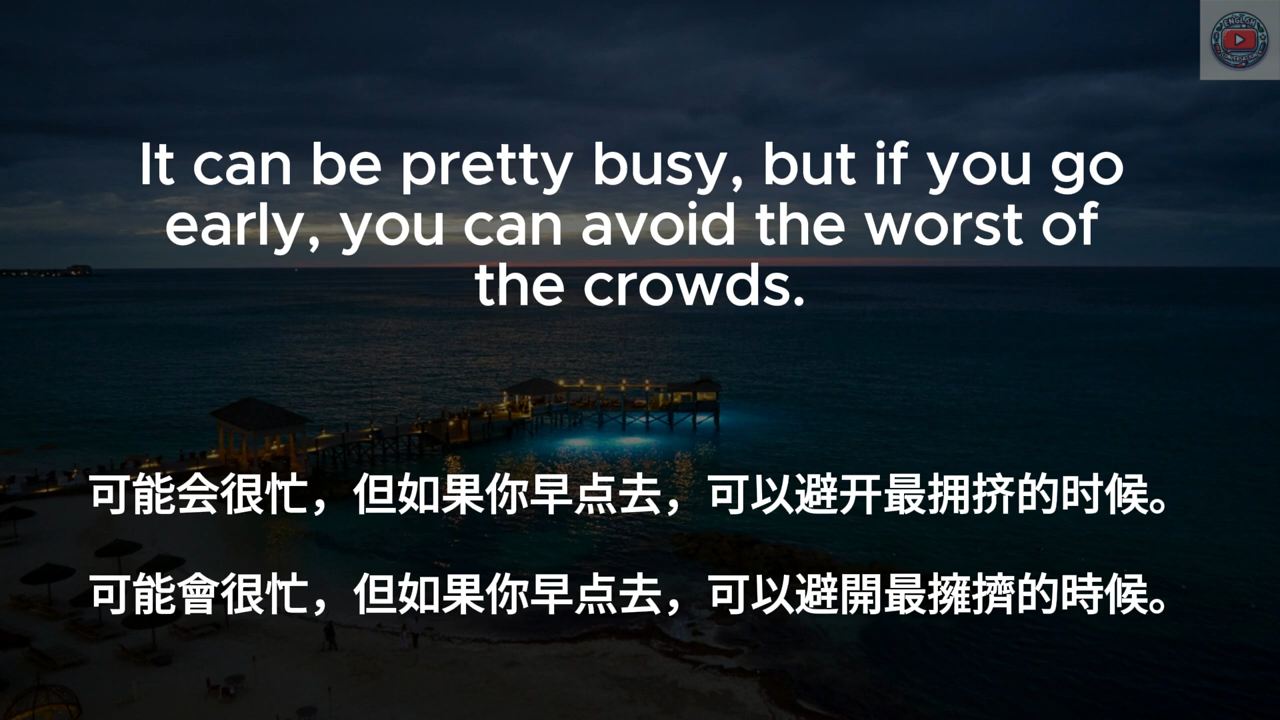 It can be pretty busy, but if you go
early, you can avoid the worst of
the crowds.
可能会很忙，但如果你早点去，可以避开最拥挤的时候。
可能會很忙，但如果你早点去，可以避開最擁擠的時候。